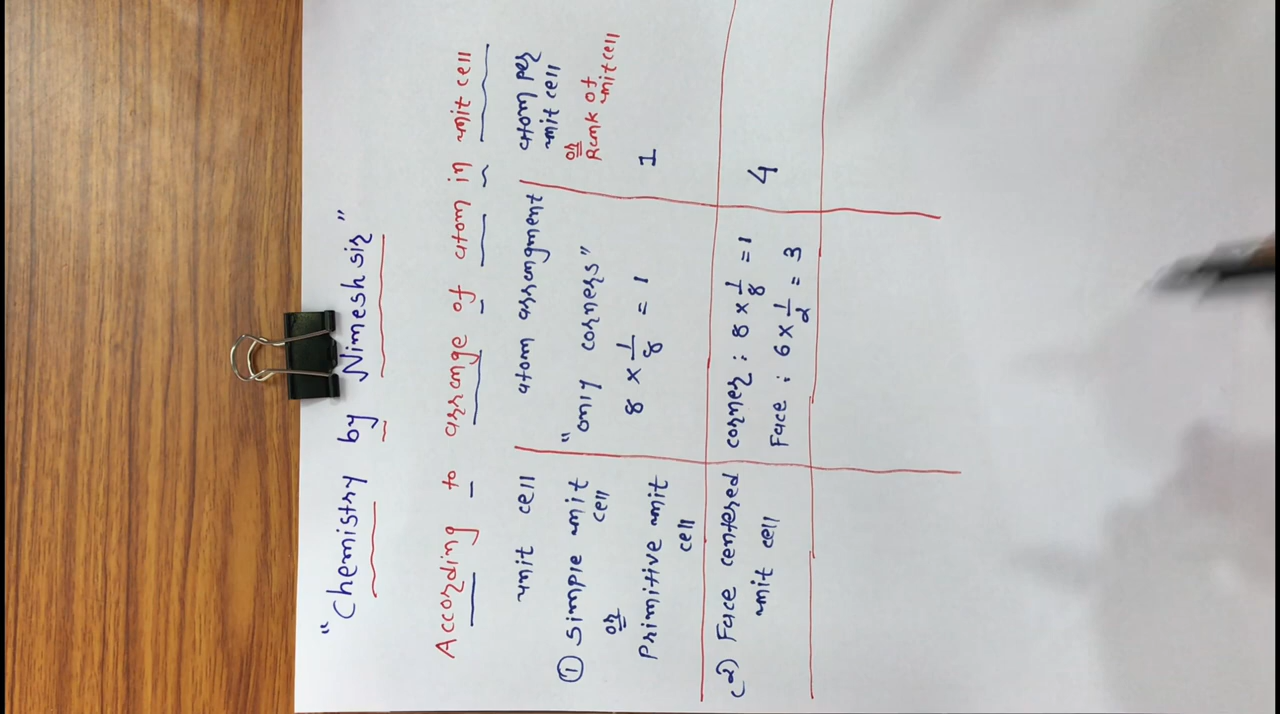 "Chemistry by Nimesh sir"
According to arrange of atom in unit cell
unit cell
atom arrangment
atom per
unit cell
or
Rank of
unit cell
① Simple unit
cell
or
Primitive unit
cell
"only corners"
8 × 1/8 = 1
1
(2) Face centered
unit cell
corner : 8 × 1/8 = 1
Face : 6 × 1/2 = 3
4